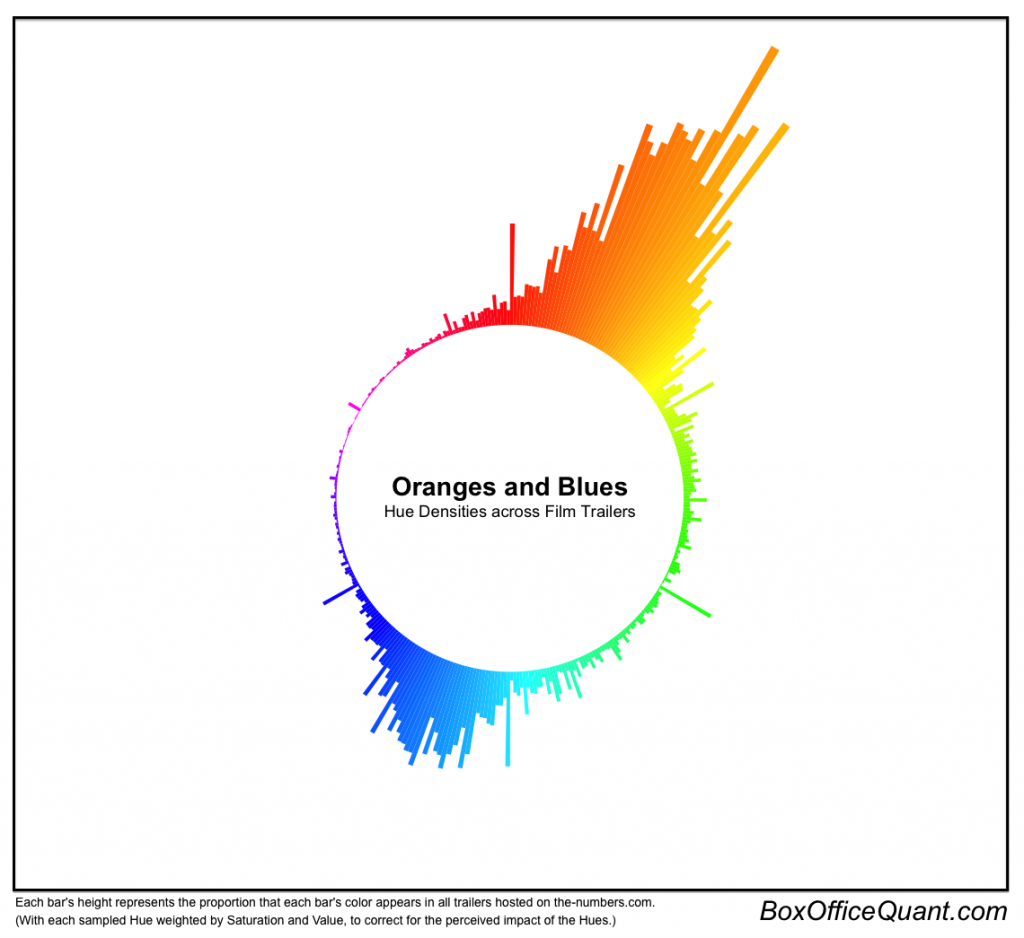 Oranges and Blues
Hue Densities across Film Trailers
Each bar's height represents the proportion that each bar's color appears in all trailers hosted on the-numbers.com.
(With each sampled Hue weighted by Saturation and Value, to correct for the perceived impact of the Hues.)
BoxOfficeQuant.com